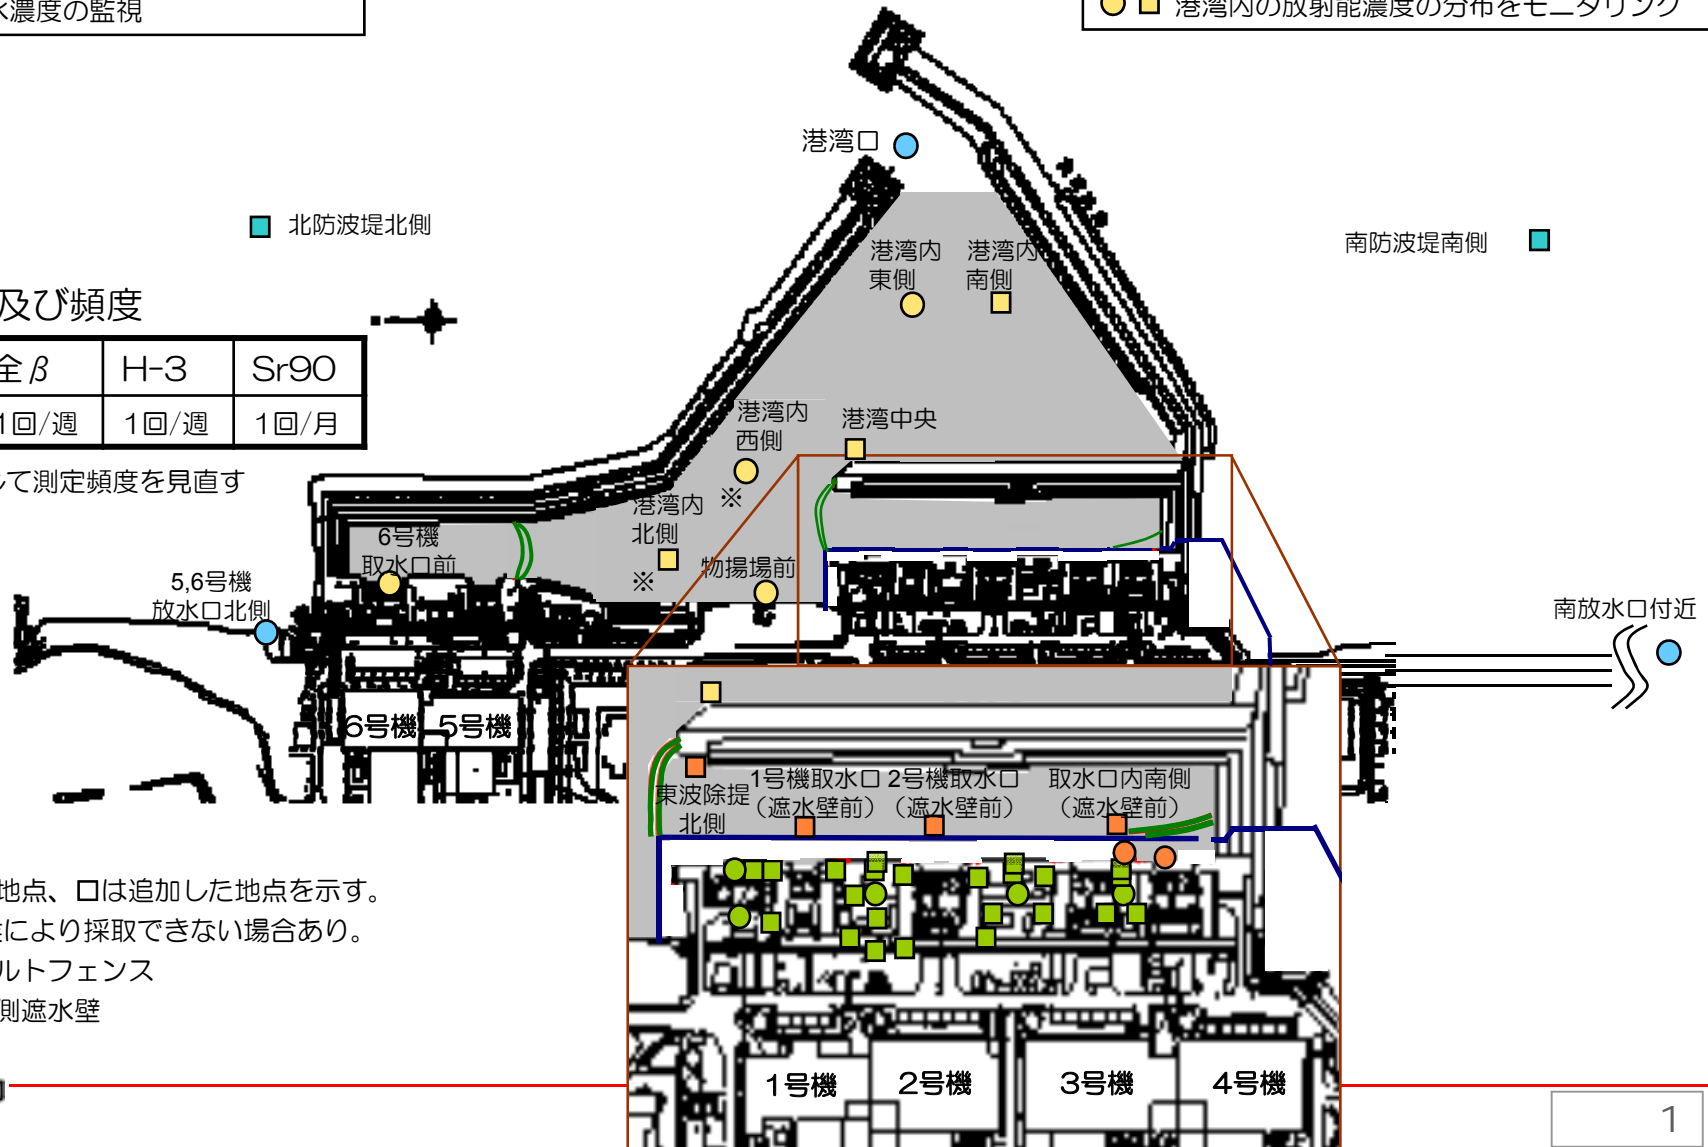 水濃度の監視
港湾内の放射能濃度の分布をモニタリング
港湾口
北防波堤北側
南防波堤南側
港湾内
東側
港湾内
南側
及び頻度
全β H-3 Sr90
1回/週 1回/週 1回/月
て測定頻度を見直す
港湾内
西側
※
港湾中央
港湾内
北側
※
物揚場前
6号機
取水口前
5,6号機
放水口北側
南放水口付近
6号機 5号機
東波除堤
北側
1号機取水口
（遮水壁前）
2号機取水口
（遮水壁前）
取水口内南側
（遮水壁前）
地点、□は追加した地点を示す。
により採取できない場合あり。
ルトフェンス
側遮水壁
1号機 2号機 3号機 4号機
1